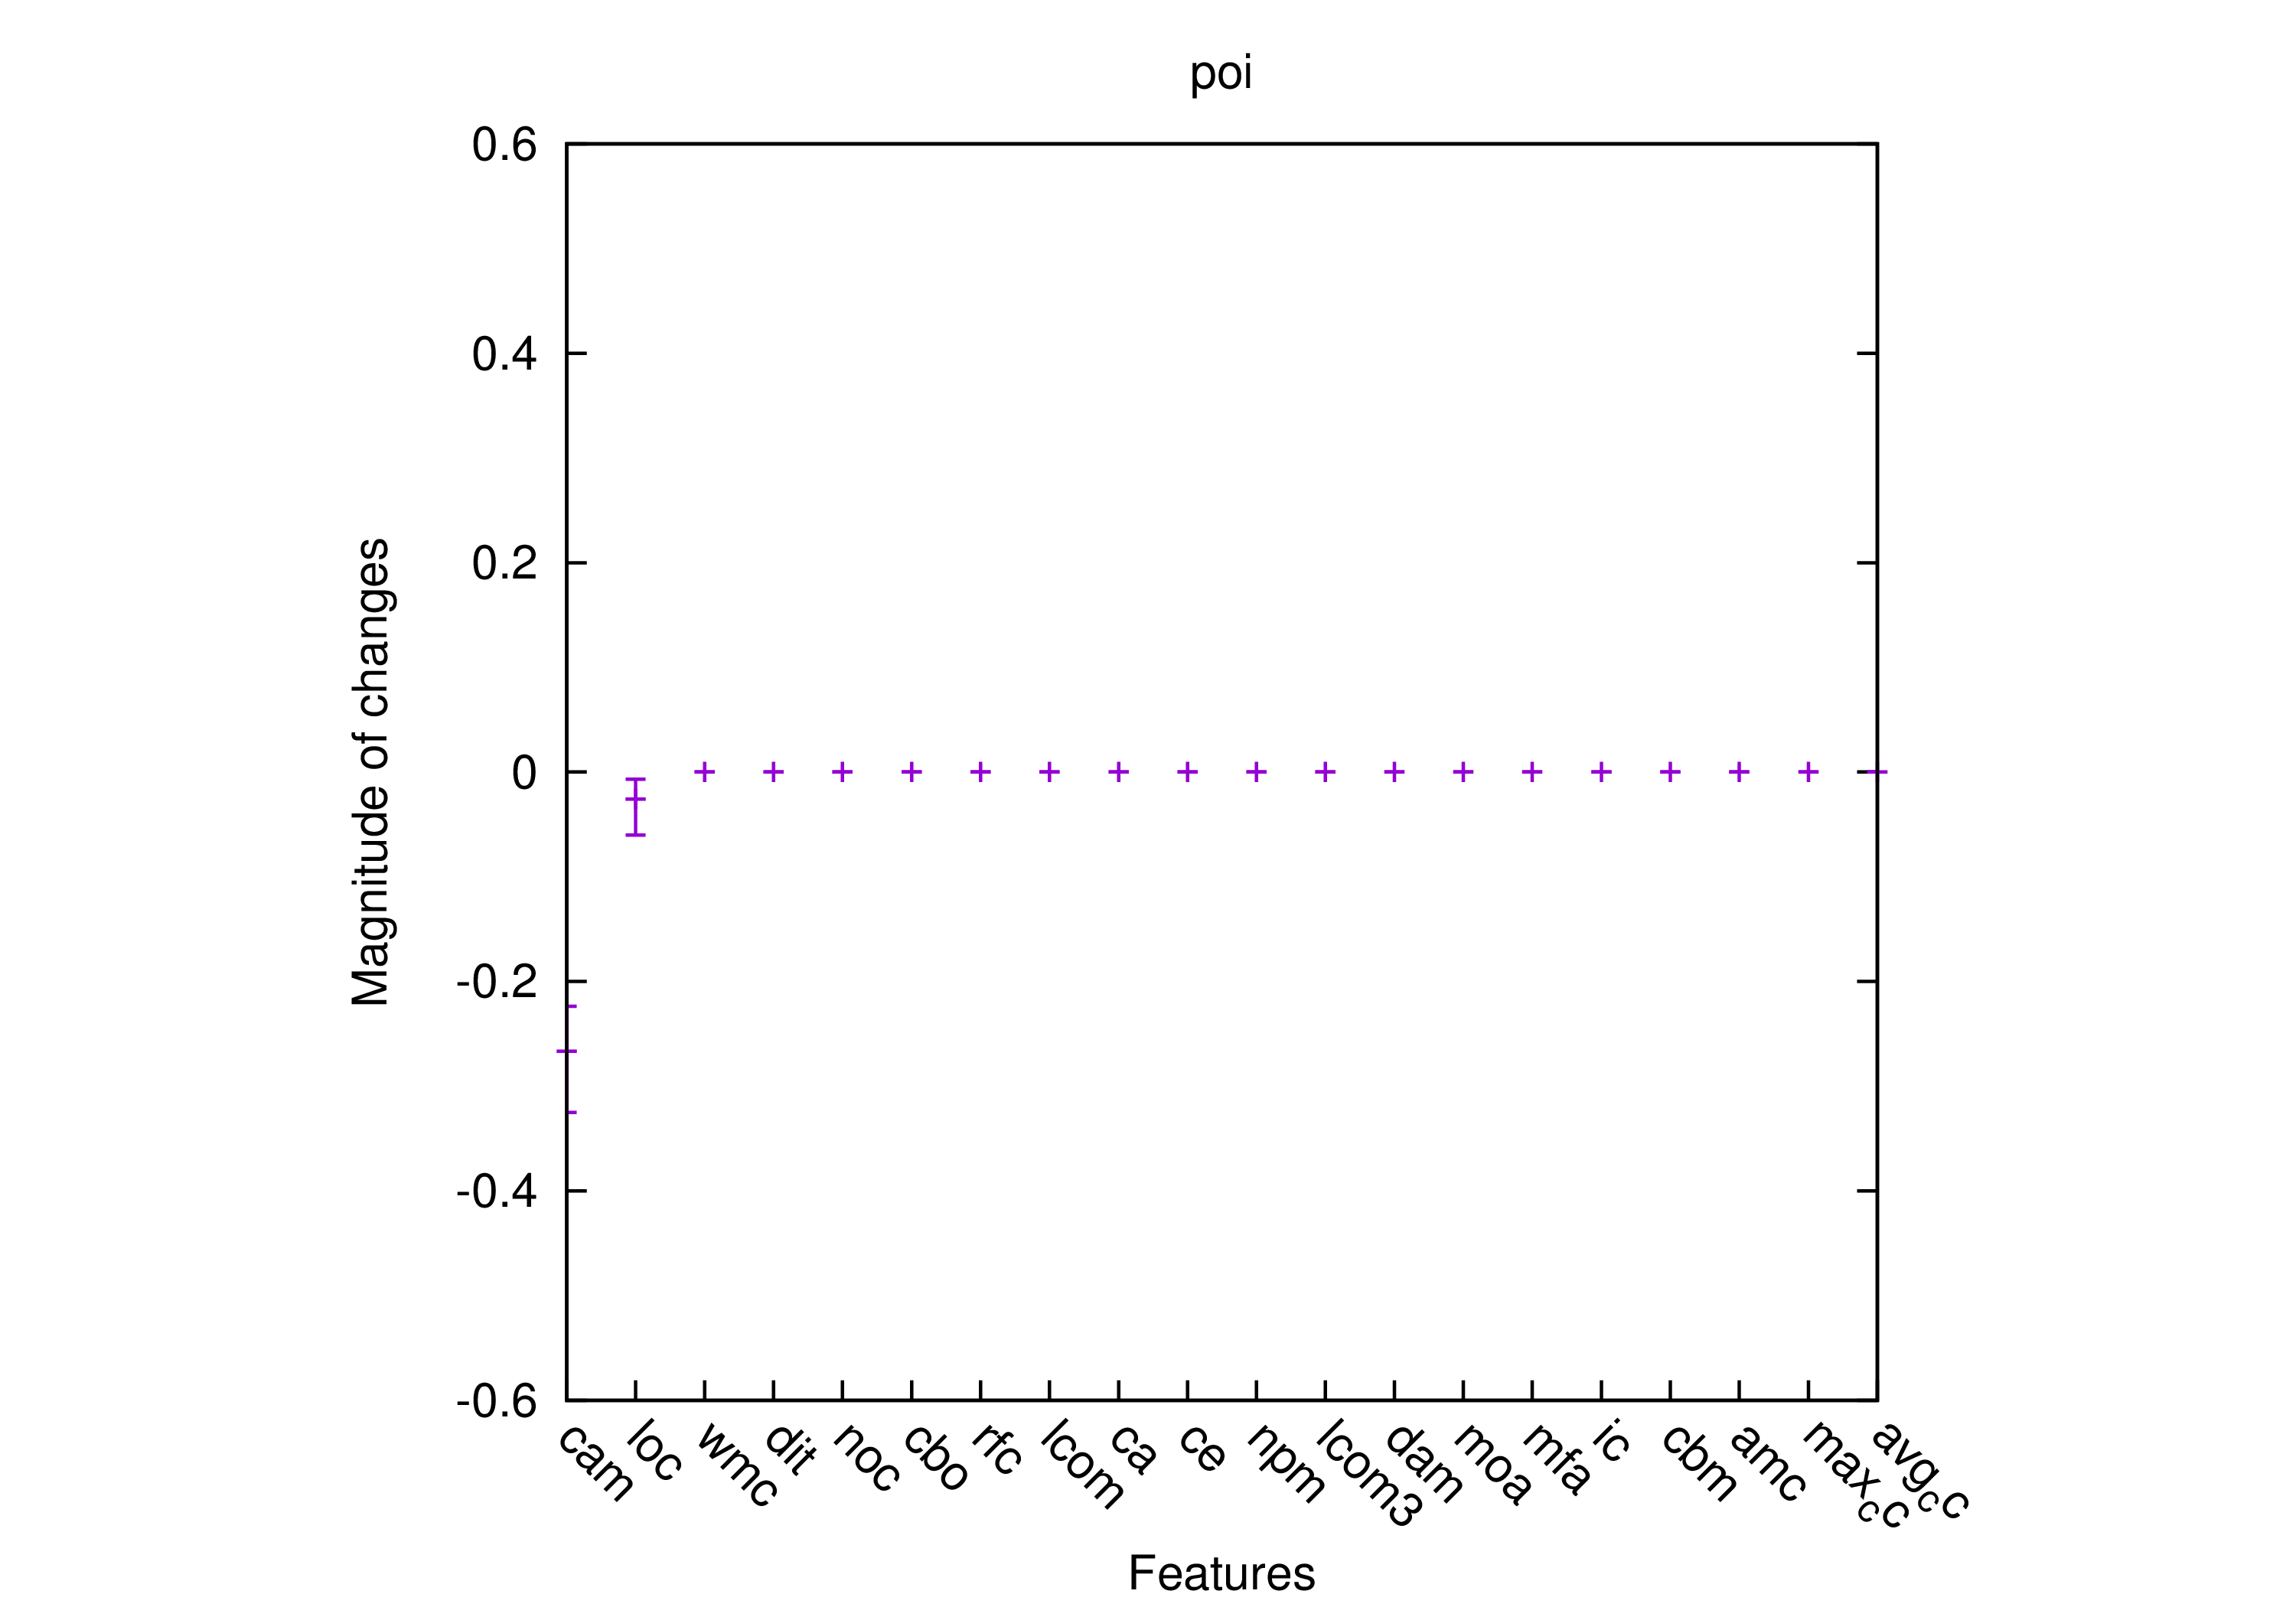 poi
0.6
0.4
0.2
0
-0.2
-0.4
-0.6
Magnitude of changes
cam
loc
wmc
dit
noc
cbo
rfc
lcom
ca
ce
npm
lcom3
dam
moa
mfa
ic
cbm
amc
max_cc
avg_cc
Features